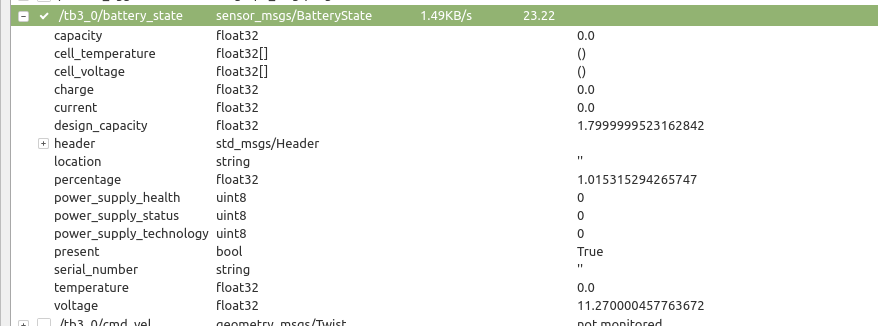 /tb3_0/battery_state sensor_msgs/BatteryState 1.49KB/s 23.22
capacity float32 0.0
cell_temperature float32[] ()
cell_voltage float32[] ()
charge float32 0.0
current float32 0.0
design_capacity float32 1.7999999523162842
header std_msgs/Header
location string ''
percentage float32 1.015315294265747
power_supply_health uint8 0
power_supply_status uint8 0
power_supply_technology uint8 0
present bool True
serial_number string ''
temperature float32 0.0
voltage float32 11.270000457763672
/tb3_0/cmd_vel geometry_msgs/Twist not monitored